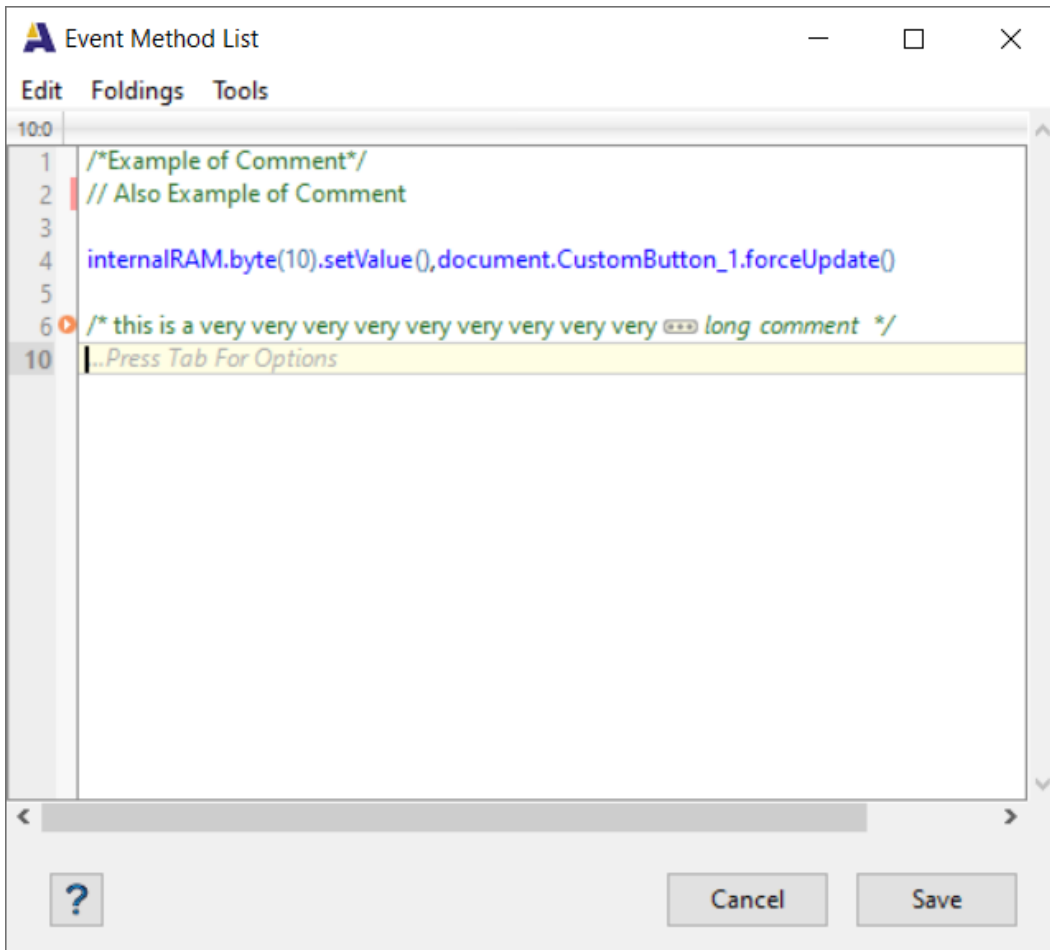 Event Method List
Edit Foldings Tools
10:0
1 /*Example of Comment*/
2 // Also Example of Comment
3
4 internalRAM.byte(10).setValue(),document.CustomButton_1.forceUpdate()
5
6 /* this is a very very very very very very very very very ••• long comment */
10 ...Press Tab For Options
? Cancel Save